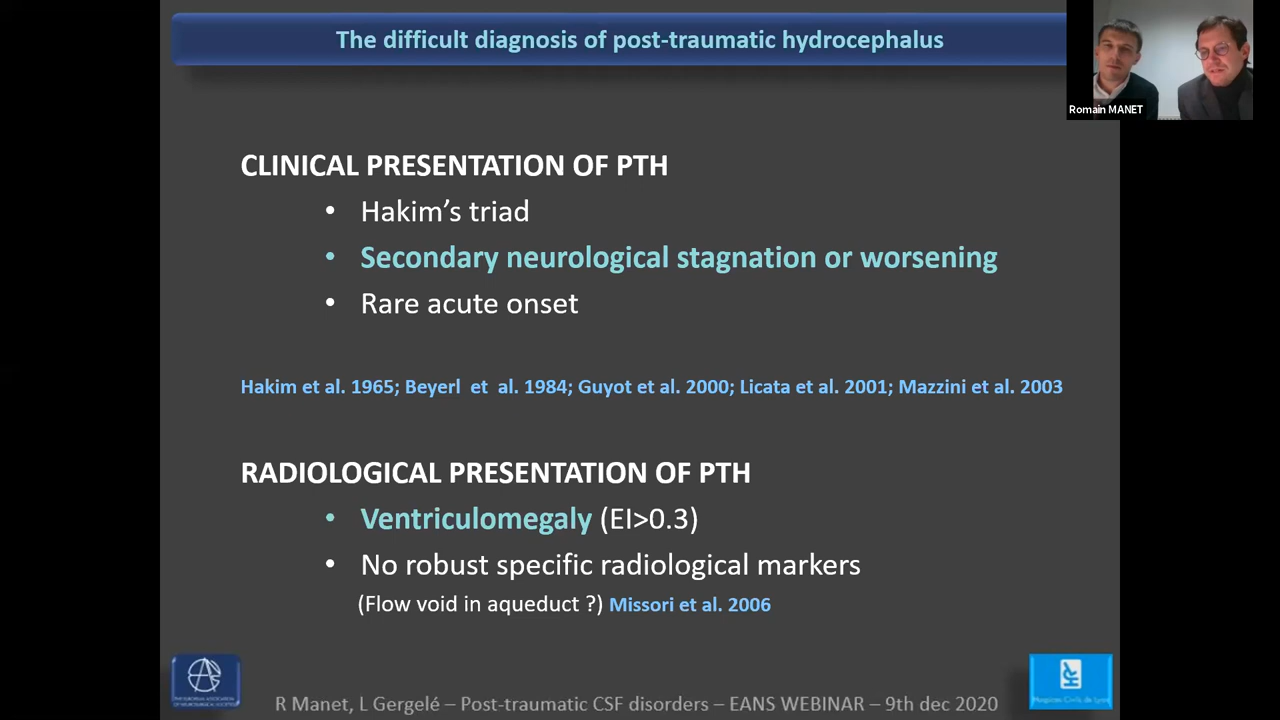 The difficult diagnosis of post-traumatic hydrocephalus
Romain MANET
CLINICAL PRESENTATION OF PTH
• Hakim's triad
• Secondary neurological stagnation or worsening
• Rare acute onset
Hakim et al. 1965; Beyerl et al. 1984; Guyot et al. 2000; Licata et al. 2001; Mazzini et al. 2003
RADIOLOGICAL PRESENTATION OF PTH
• Ventriculomegaly (EI>0.3)
• No robust specific radiological markers
(Flow void in aqueduct ?) Missori et al. 2006
R Manet, L Gergelé – Post-traumatic CSF disorders – EANS WEBINAR – 9th dec 2020